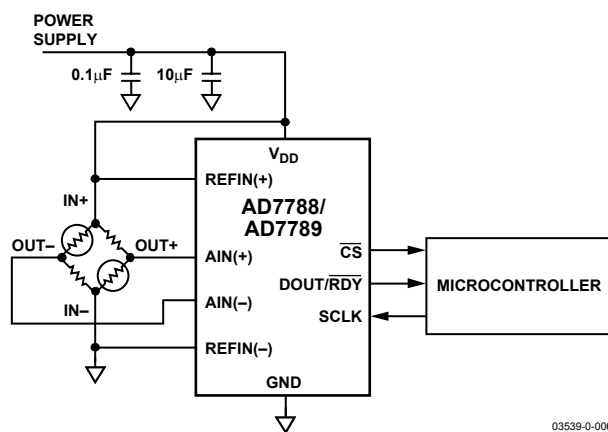 POWER
SUPPLY
0.1μF
10μF
VDD
IN+
REFIN(+)
AD7788/
AD7789
OUT–
OUT+
AIN(+)
CS
DOUT/RDY
MICROCONTROLLER
AIN(–)
SCLK
IN–
REFIN(–)
GND